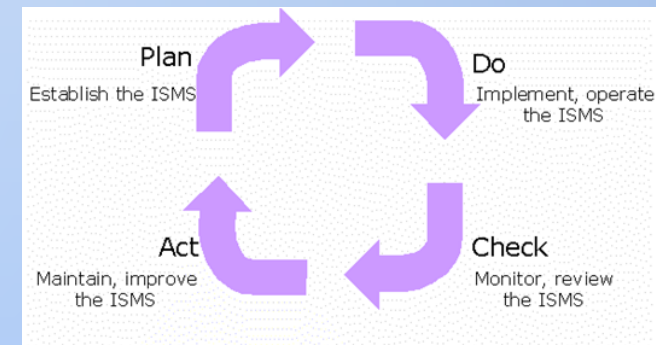 Plan
Establish the ISMS
Do
Implement, operate
the ISMS
Act
Maintain, improve
the ISMS
Check
Monitor, review
the ISMS